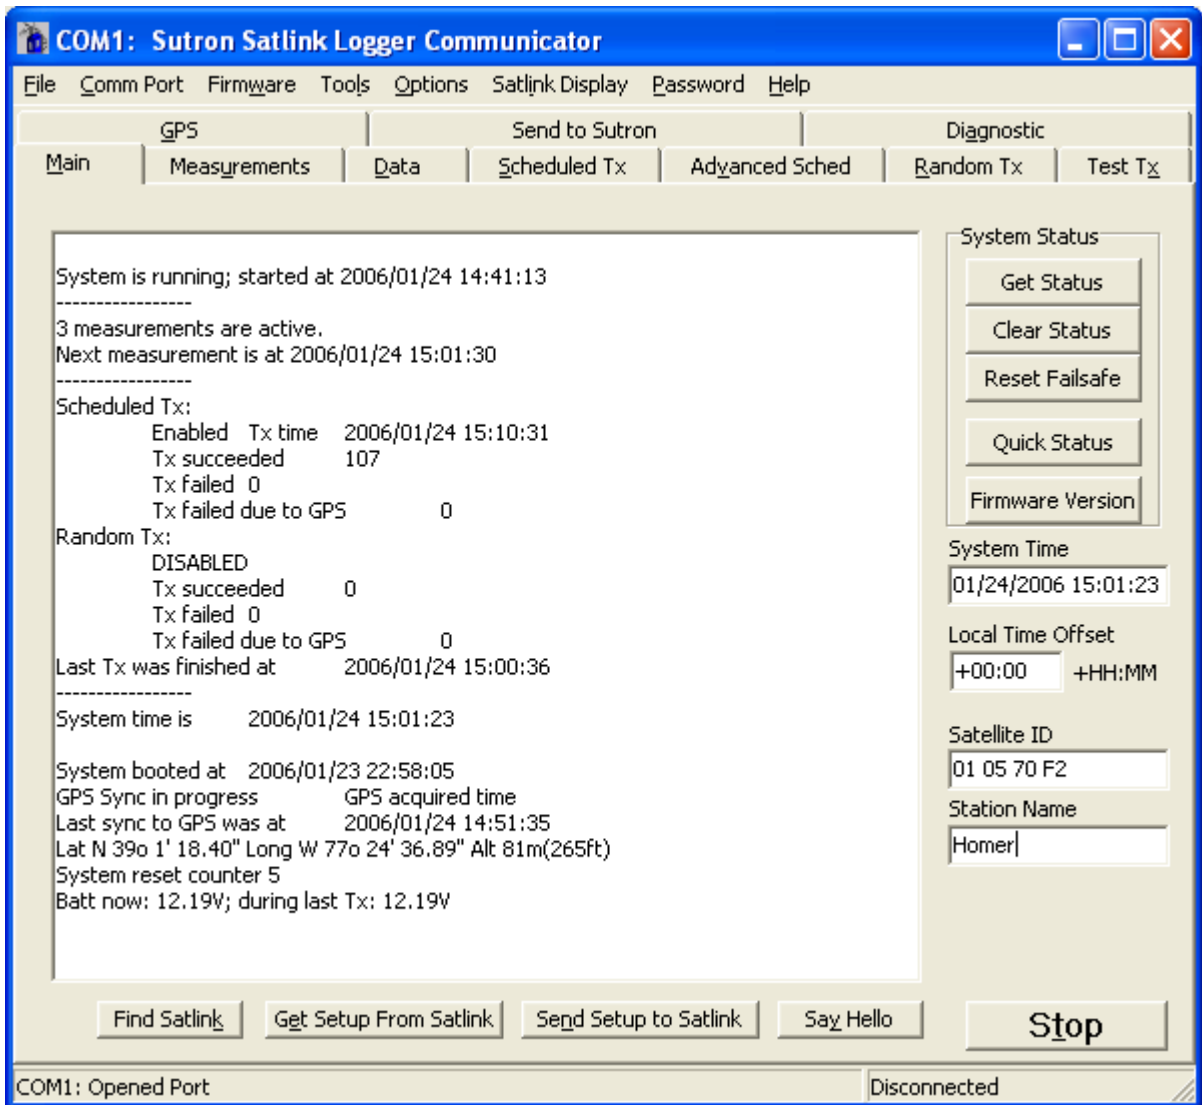 COM1: Sutron Satlink Logger Communicator
File Comm Port Firmware Tools Options Satlink Display Password Help
GPS Send to Sutron Diagnostic
Main Measurements Data Scheduled Tx Advanced Sched Random Tx Test Tx
System is running; started at 2006/01/24 14:41:13
-----------------
3 measurements are active.
Next measurement is at 2006/01/24 15:01:30
-----------------
Scheduled Tx:
Enabled Tx time 2006/01/24 15:10:31
Tx succeeded 107
Tx failed 0
Tx failed due to GPS 0
Random Tx:
DISABLED
Tx succeeded 0
Tx failed 0
Tx failed due to GPS 0
Last Tx was finished at 2006/01/24 15:00:36
-----------------
System time is 2006/01/24 15:01:23
System booted at 2006/01/23 22:58:05
GPS Sync in progress GPS acquired time
Last sync to GPS was at 2006/01/24 14:51:35
Lat N 39o 1' 18.40" Long W 77o 24' 36.89" Alt 81m(265ft)
System reset counter 5
Batt now: 12.19V; during last Tx: 12.19V
System Status
Get Status
Clear Status
Reset Failsafe
Quick Status
Firmware Version
System Time
01/24/2006 15:01:23
Local Time Offset
+00:00 +HH:MM
Satellite ID
01 05 70 F2
Station Name
Homer
Find Satlink Get Setup From Satlink Send Setup to Satlink Say Hello Stop
COM1: Opened Port Disconnected